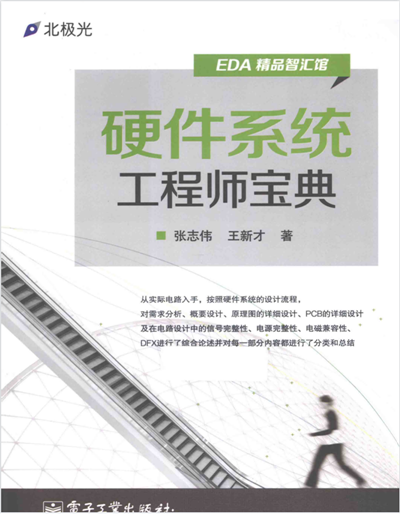 北极光
EDA 精品智汇馆
硬件系统
工程师宝典
张志伟 王新才 著
从实际电路入手，按照硬件系统的设计流程，
对需求分析、概要设计、原理图的详细设计、PCB的详细设计
及在电路设计中的信号完整性、电源完整性、电磁兼容性、
DFX进行了综合论述并对每一部分内容都进行了分类和总结
电子工业出版社·